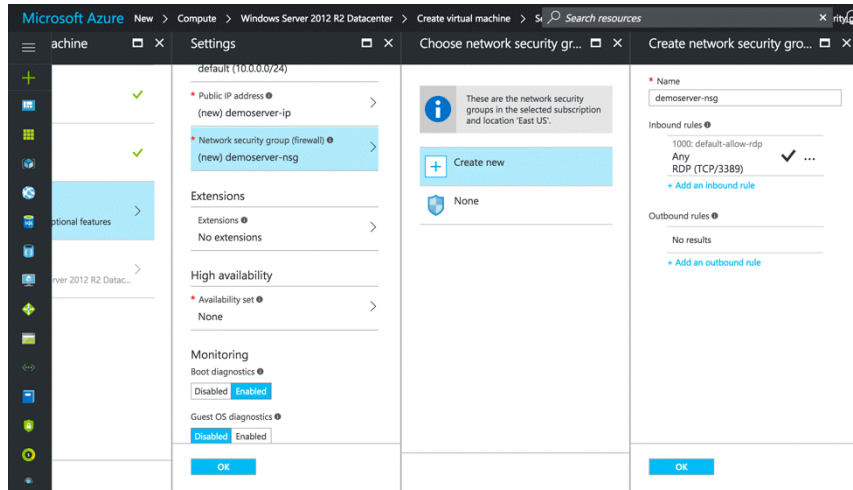 Microsoft Azure New > Compute > Windows Server 2012 R2 Datacenter > Create virtual machine > Search resources
achine
ptional features
rver 2012 R2 Datac...
Settings
default (10.0.0.0/24)
* Public IP address
(new) demoserver-ip
* Network security group (firewall)
(new) demoserver-nsg
Extensions
Extensions
No extensions
High availability
* Availability set
None
Monitoring
Boot diagnostics
Disabled Enabled
Guest OS diagnostics
Disabled Enabled
OK
Choose network security gr...
These are the network security
groups in the selected subscription
and location 'East US'.
Create new
None
Create network security gro...
* Name
demoserver-nsg
Inbound rules
1000: default-allow-rdp
Any
RDP (TCP/3389)
...
+ Add an inbound rule
Outbound rules
No results
+ Add an outbound rule
OK